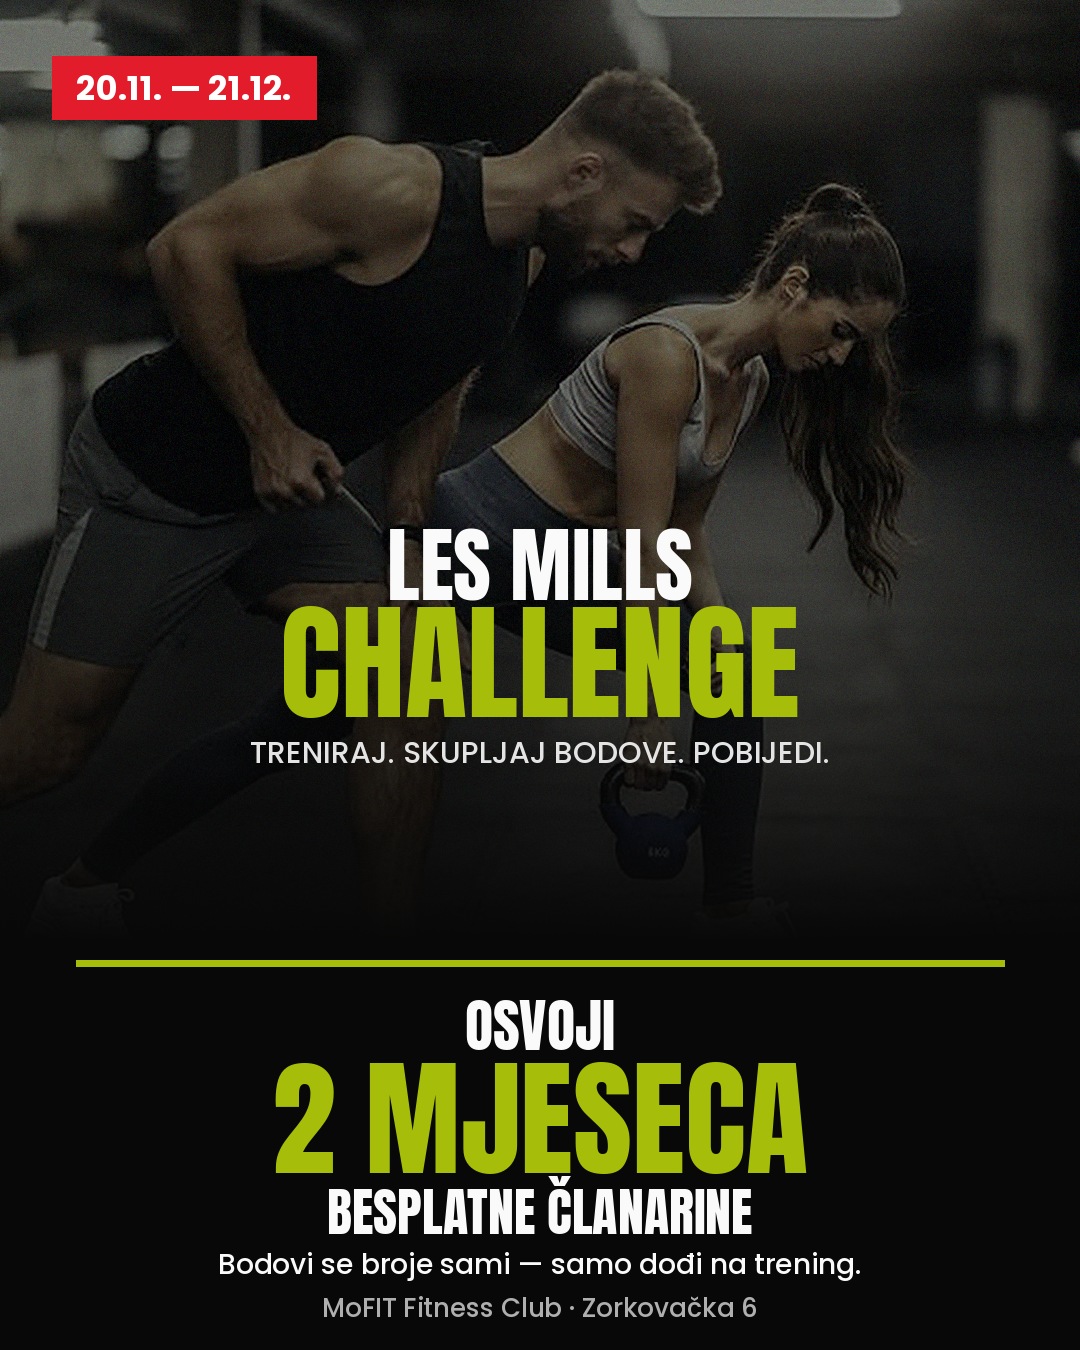 20.11. — 21.12.
LES MILLS
CHALLENGE
TRENIRAJ. SKUPLJAJ BODOVE. POBIJEDI.
6KG
OSVOJI
2 MJESECA
BESPLATNE ČLANARINE
Bodovi se broje sami — samo dođi na trening.
MoFIT Fitness Club · Zorkovačka 6